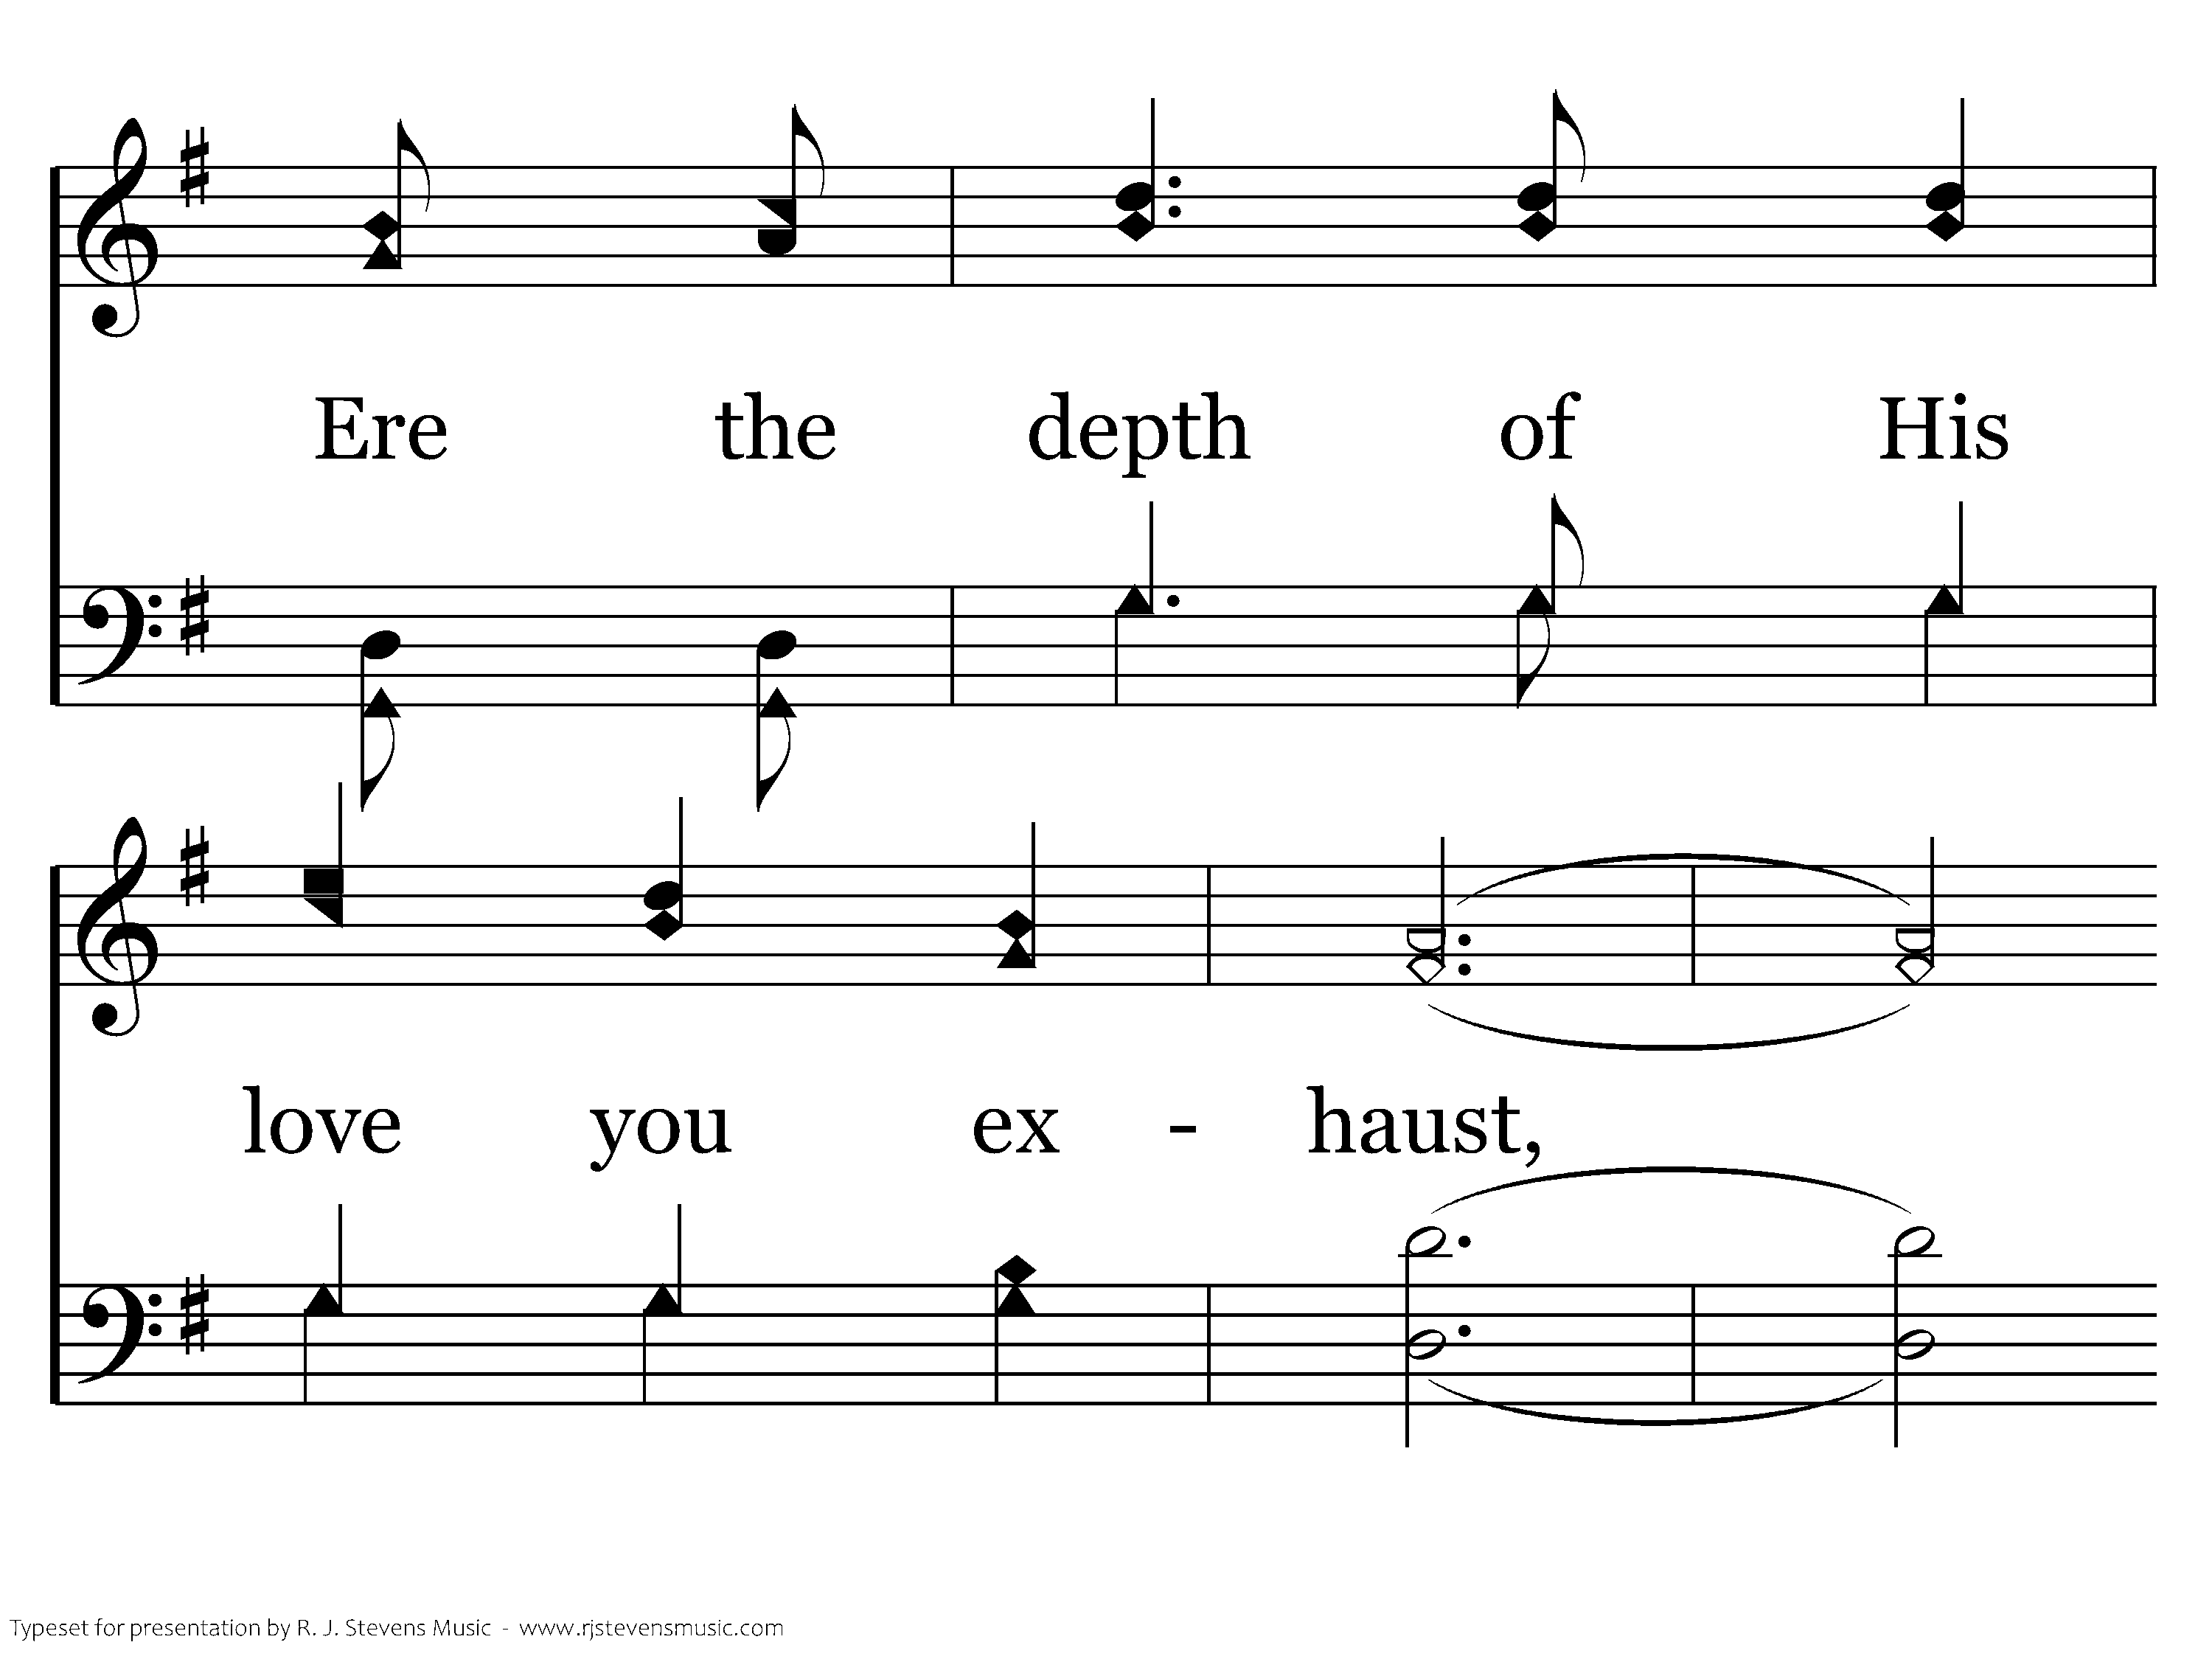 Ere the depth of His
love you ex - haust,
Typeset for presentation by R. J. Stevens Music - www.rjstevensmusic.com